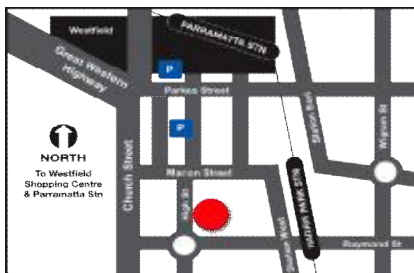 Westfield
PARRAMATTA STN
Great Western
Highway
P
Parkes Street
P
NORTH
To Westfield
Shopping Centre
& Parramatta Stn
Church Street
Marion Street
High St
Station East
Wigram St
HARRIS PARK STN
Station West
Raymond St